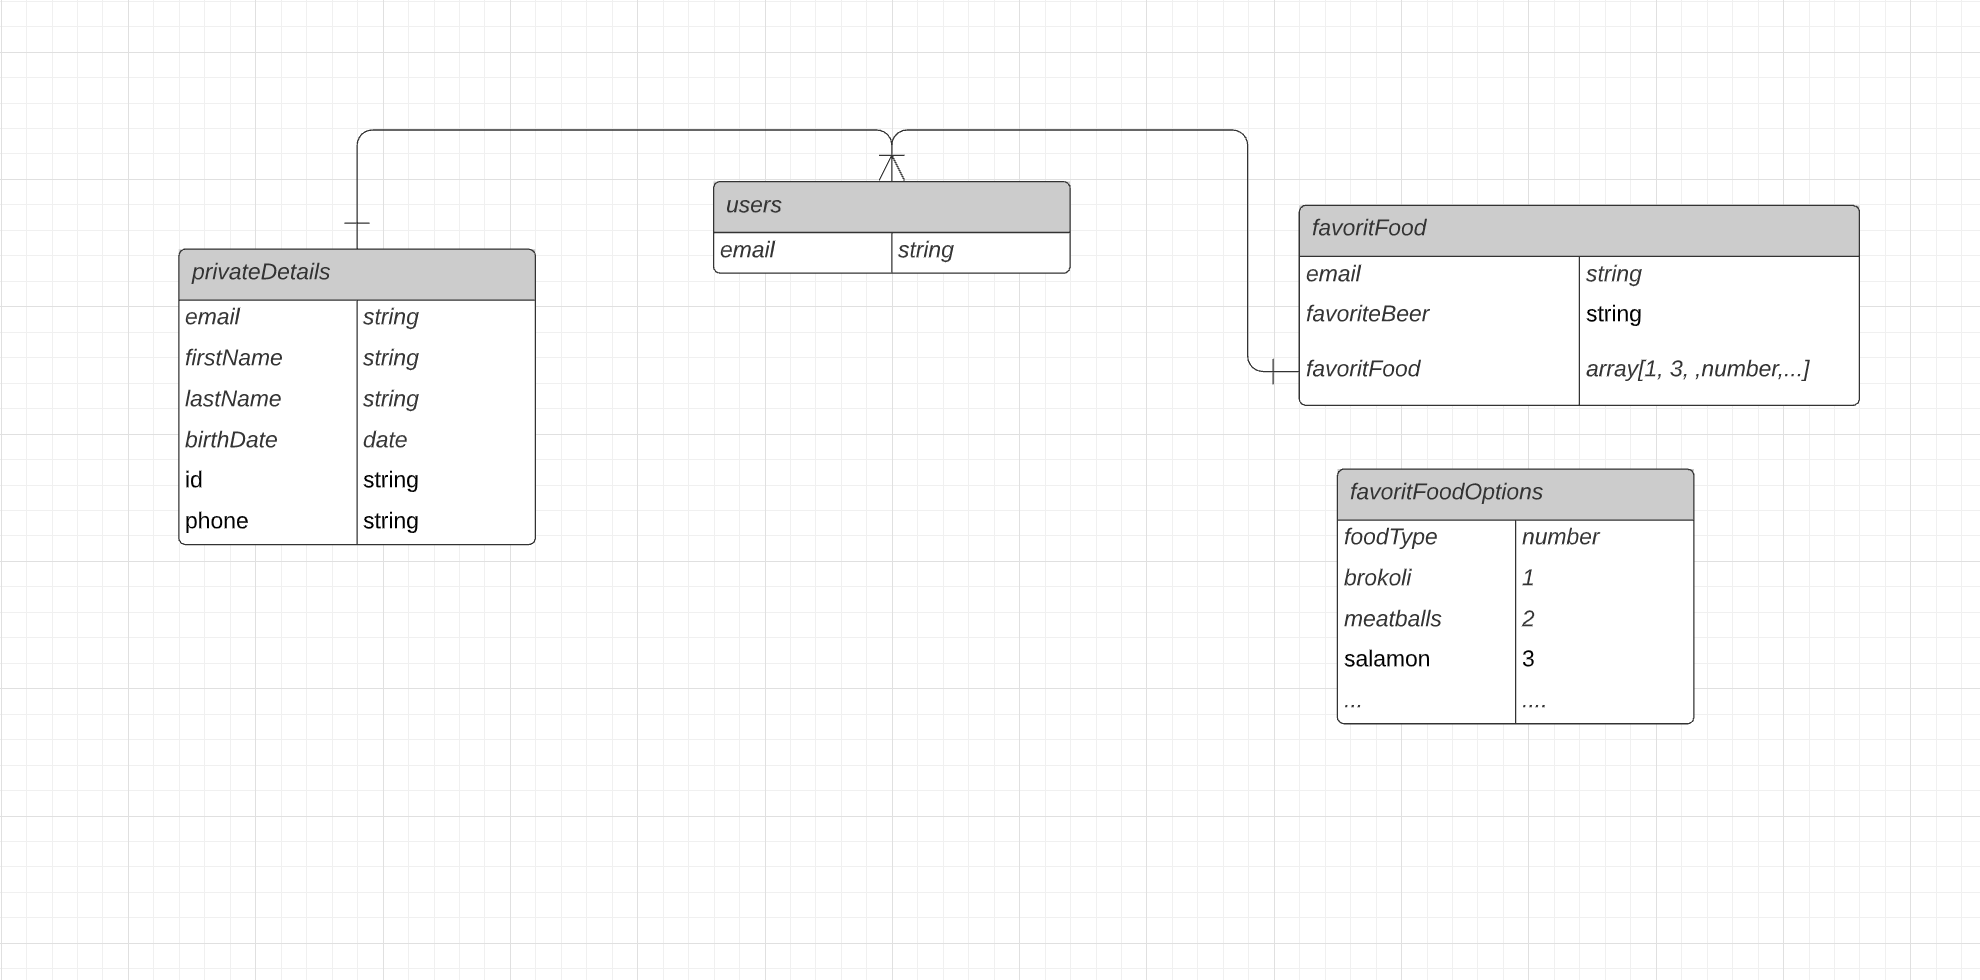 privateDetails
email string
firstName string
lastName string
birthDate date
id string
phone string
users
email string
favoritFood
email string
favoriteBeer string
favoritFood array[1, 3, ,number,...]
favoritFoodOptions
foodType number
brokoli 1
meatballs 2
salamon 3
... ....